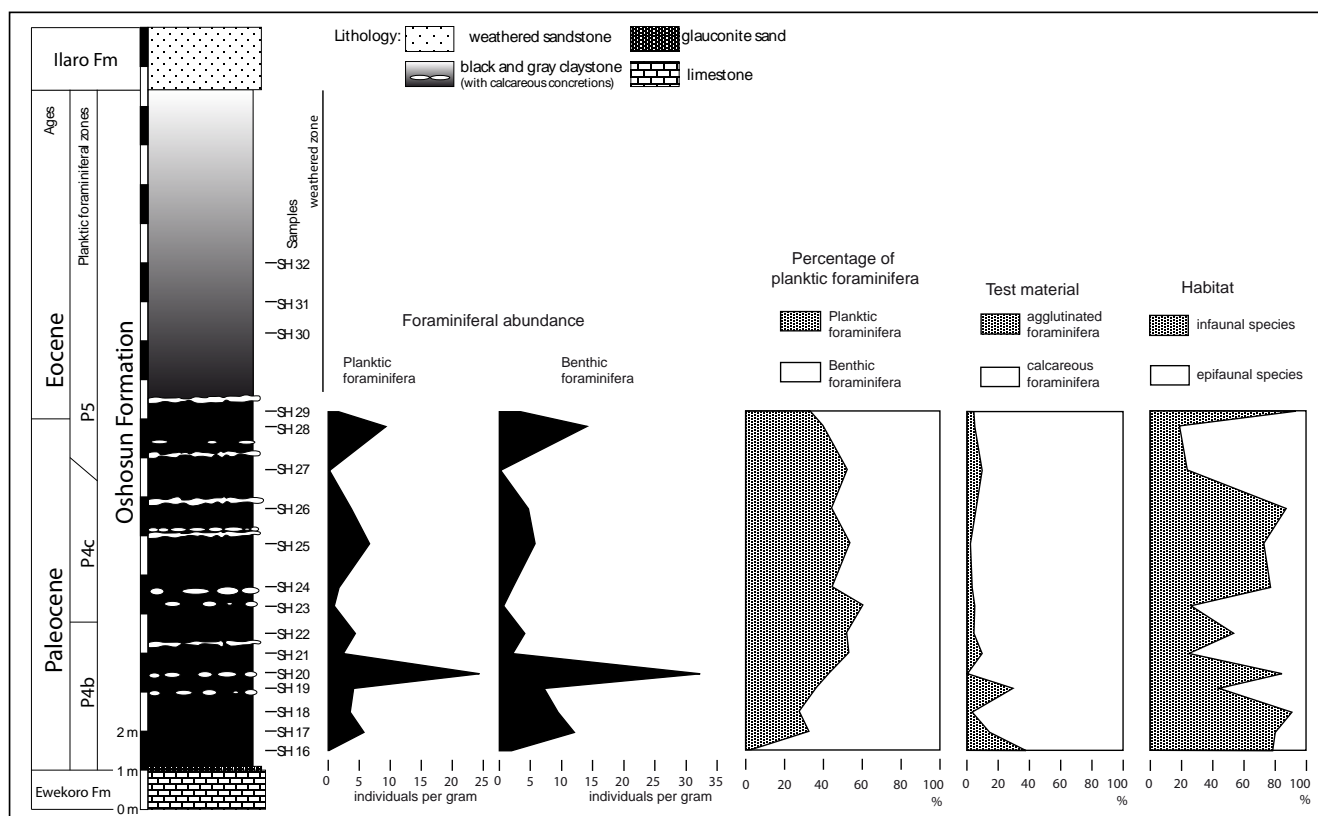 Lithology:
weathered sandstone
glauconite sand
black and gray claystone
(with calcareous concretions)
limestone
Ilaro Fm
Ages
Planktic foraminiferal zones
Samples
weathered zone
Eocene
Paleocene
P5
P4c
P4b
Oshosun Formation
Ewekoro Fm
2 m
1 m
0 m
SH 32
SH 31
SH 30
SH 29
SH 28
SH 27
SH 26
SH 25
SH 24
SH 23
SH 22
SH 21
SH 20
SH 19
SH 18
SH 17
SH 16
Foraminiferal abundance
Planktic
foraminifera
Benthic
foraminifera
0 5 10 15 20 25
individuals per gram
0 5 10 15 20 25 30 35
individuals per gram
Percentage of
planktic foraminifera
Planktic
foraminifera
Benthic
foraminifera
0 20 40 60 80 100
%
Test material
agglutinated
foraminifera
calcareous
foraminifera
0 20 40 60 80 100
%
Habitat
infaunal species
epifaunal species
0 20 40 60 80 100
%